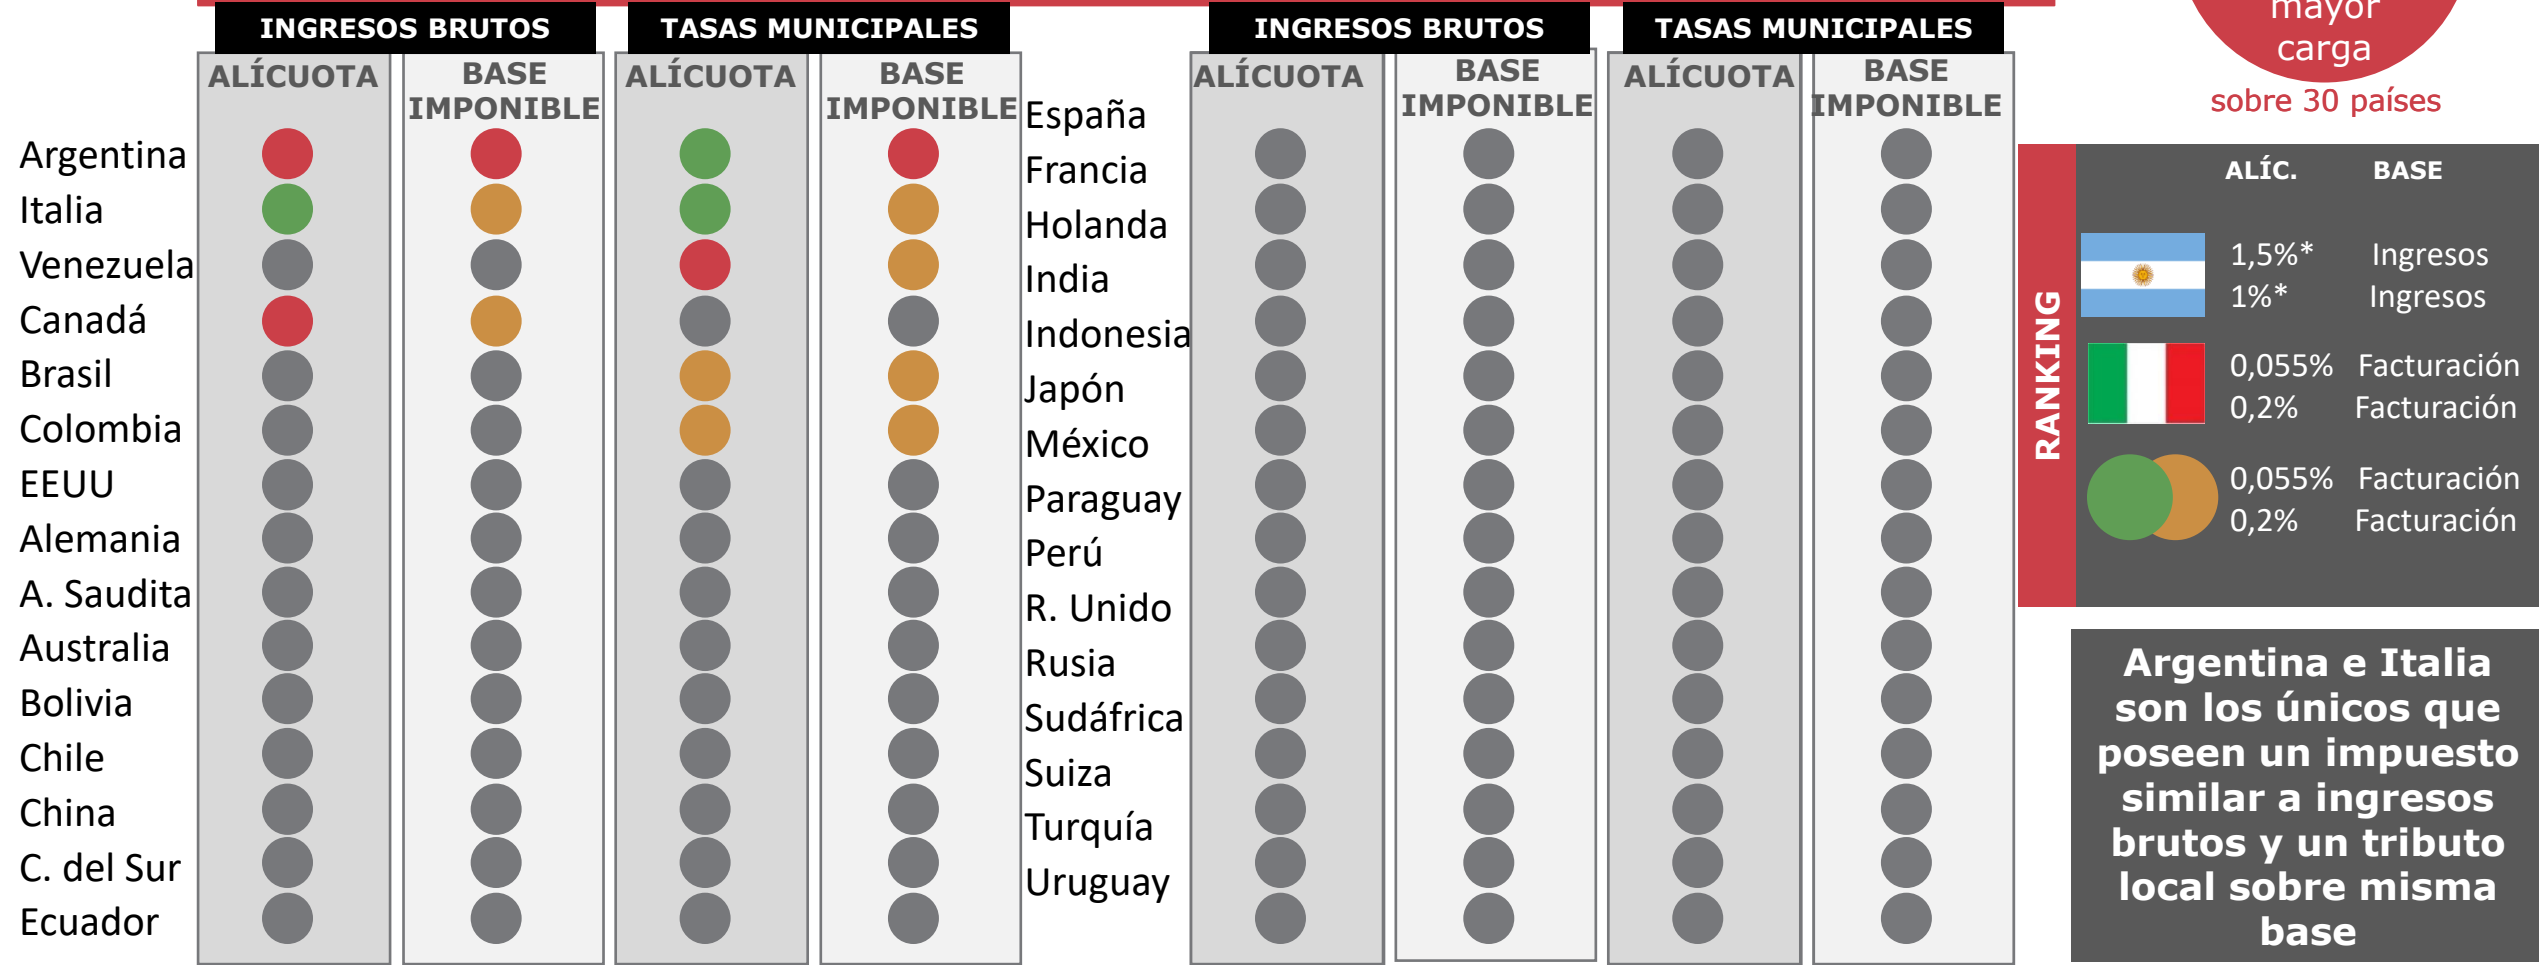 INGRESOS BRUTOS
TASAS MUNICIPALES
ALÍCUOTA
BASE
IMPONIBLE
ALÍCUOTA
BASE
IMPONIBLE
Argentina
Italia
Venezuela
Canadá
Brasil
Colombia
EEUU
Alemania
A. Saudita
Australia
Bolivia
Chile
China
C. del Sur
Ecuador
INGRESOS BRUTOS
TASAS MUNICIPALES
ALÍCUOTA
BASE
IMPONIBLE
ALÍCUOTA
BASE
IMPONIBLE
España
Francia
Holanda
India
Indonesia
Japón
México
Paraguay
Perú
R. Unido
Rusia
Sudáfrica
Suiza
Turquía
Uruguay
mayor
carga
sobre 30 países
RANKING
ALÍC. BASE
1,5%* Ingresos
1%* Ingresos
0,055% Facturación
0,2% Facturación
0,055% Facturación
0,2% Facturación
Argentina e Italia
son los únicos que
poseen un impuesto
similar a ingresos
brutos y un tributo
local sobre misma
base